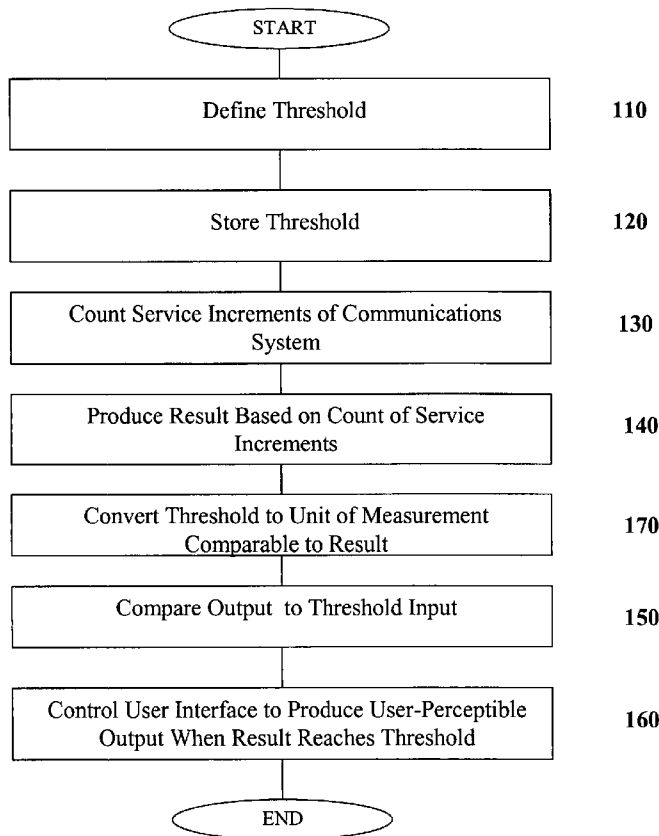 START
Define Threshold
110
Store Threshold
120
Count Service Increments of Communications
System
130
Produce Result Based on Count of Service
Increments
140
Convert Threshold to Unit of Measurement
Comparable to Result
170
Compare Output to Threshold Input
150
Control User Interface to Produce User-Perceptible
Output When Result Reaches Threshold
160
END